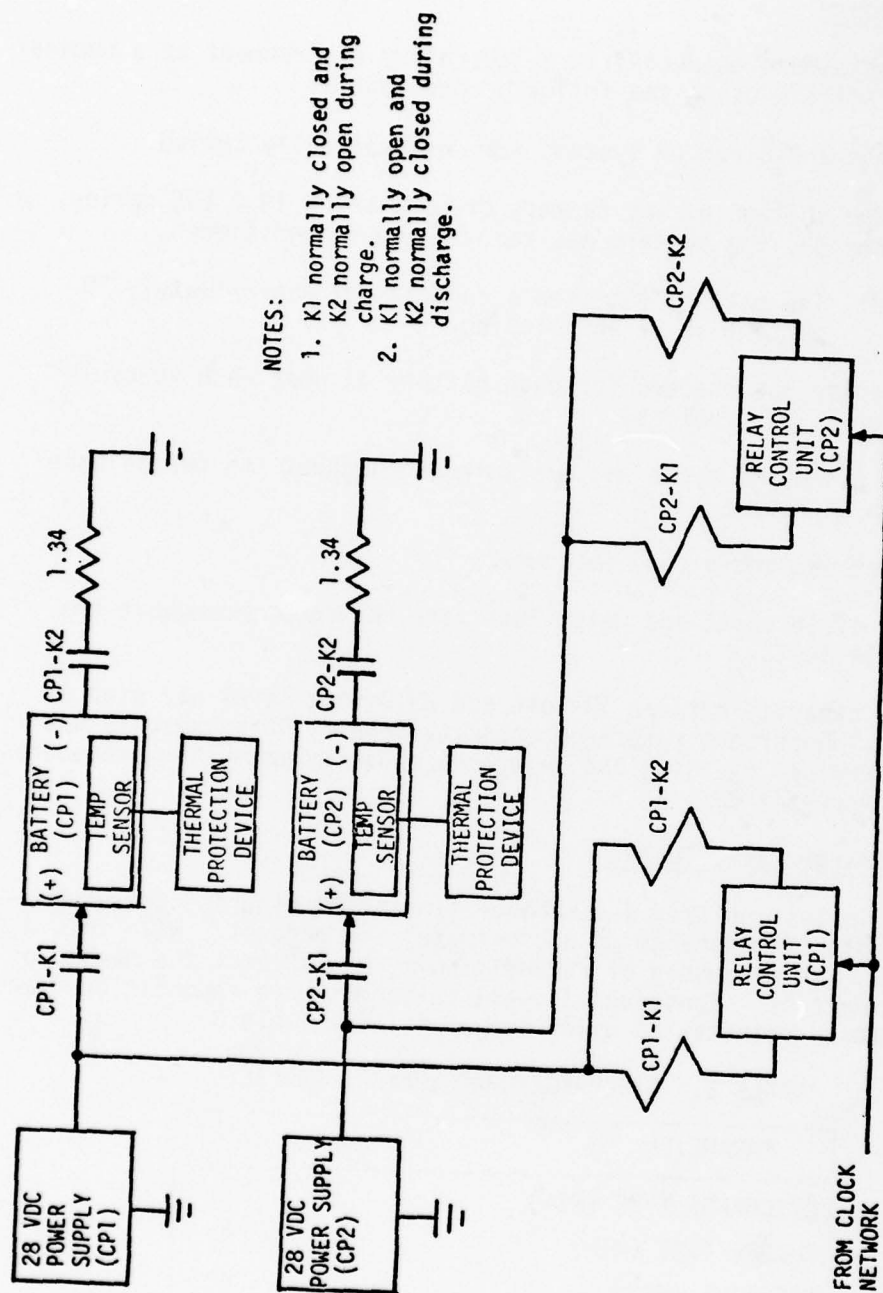 28 VDC
POWER
SUPPLY
(CP1)
CP1-K1
BATTERY
(CP1)
(+)
(-)
TEMP
SENSOR
THERMAL
PROTECTION
DEVICE
CP1-K2
1.34
28 VDC
POWER SUPPLY
(CP2)
CP2-K1
BATTERY
(CP2)
(+)
(-)
TEMP
SENSOR
THERMAL
PROTECTION
DEVICE
CP2-K2
1.34
NOTES:
1. K1 normally closed and
K2 normally open during
charge.
2. K1 normally open and
K2 normally closed during
discharge.
CP1-K1
CP1-K2
RELAY
CONTROL
UNIT
(CP1)
CP2-K1
CP2-K2
RELAY
CONTROL
UNIT
(CP2)
FROM CLOCK
NETWORK